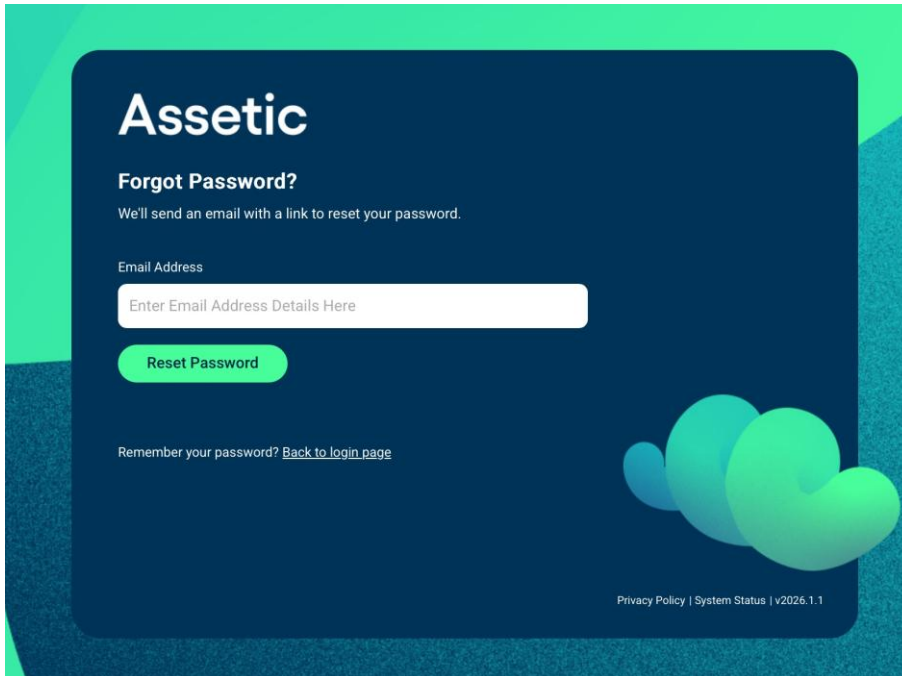 Assetic
Forgot Password?
We'll send an email with a link to reset your password.
Email Address
Enter Email Address Details Here
Reset Password
Remember your password? Back to login page
Privacy Policy | System Status | v2026.1.1